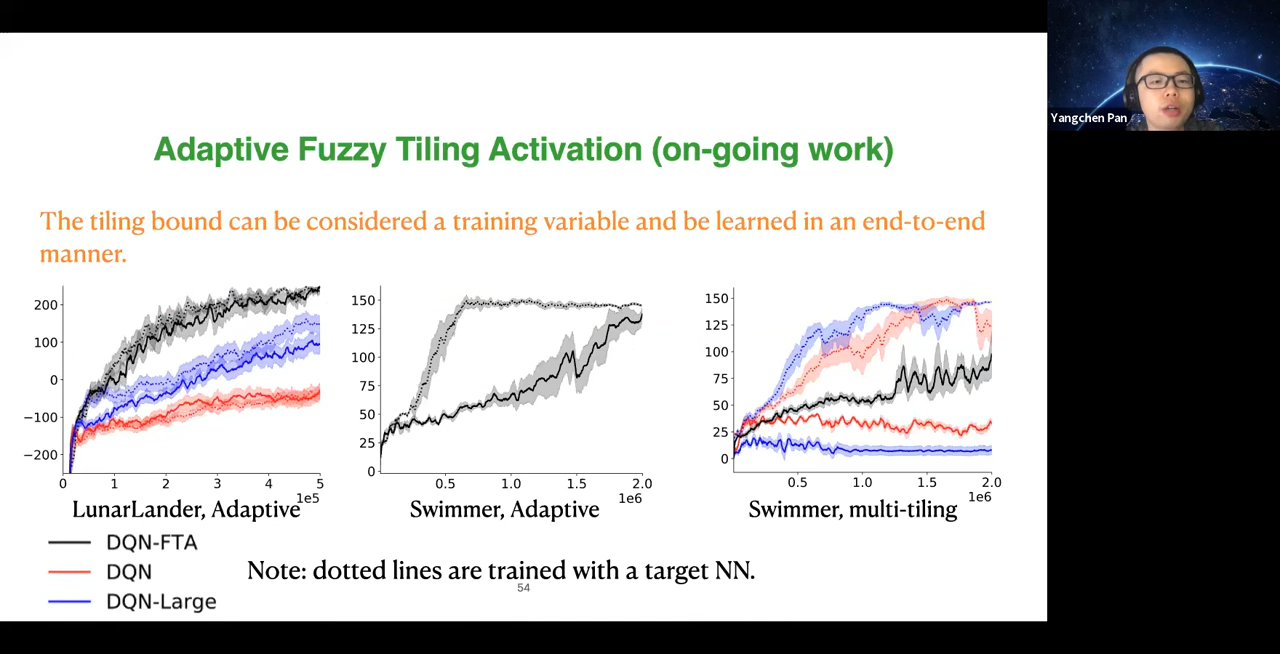 Yangchen Pan
Adaptive Fuzzy Tiling Activation (on-going work)
The tiling bound can be considered a training variable and be learned in an end-to-end
manner.
200
100
0
−100
−200
0 1 2 3 4 5
1e5
LunarLander, Adaptive
150
125
100
75
50
25
0
0.5 1.0 1.5 2.0
1e6
Swimmer, Adaptive
150
125
100
75
50
25
0
0.5 1.0 1.5 2.0
1e6
Swimmer, multi-tiling
DQN-FTA
DQN
DQN-Large
Note: dotted lines are trained with a target NN.
54